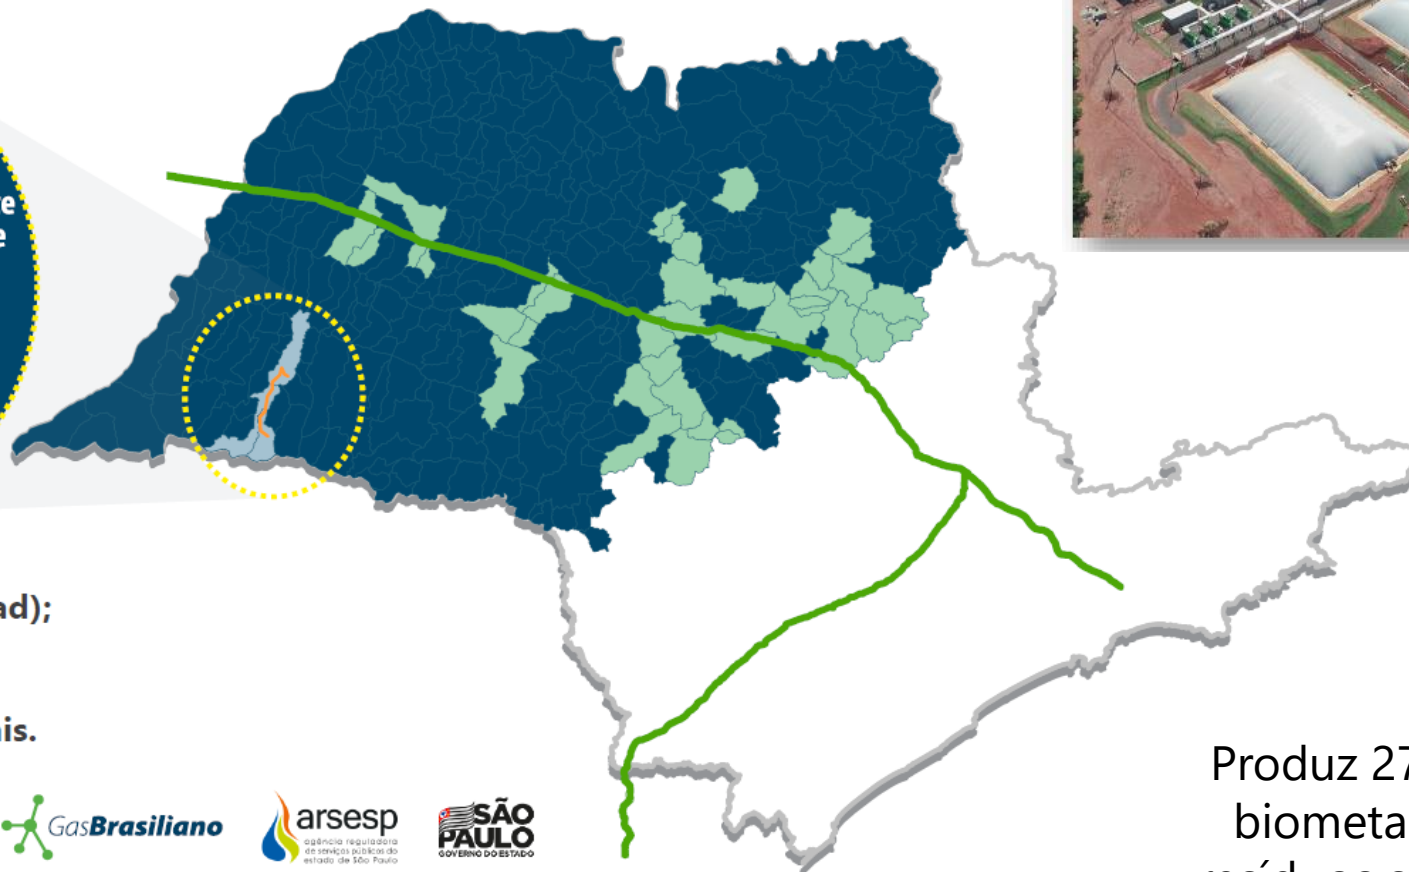 ad);
is.
GasBrasiliano
arsesp
agência reguladora
de serviços públicos do
estado de São Paulo
SÃO
PAULO
GOVERNO DO ESTADO
Produz 27
biometa